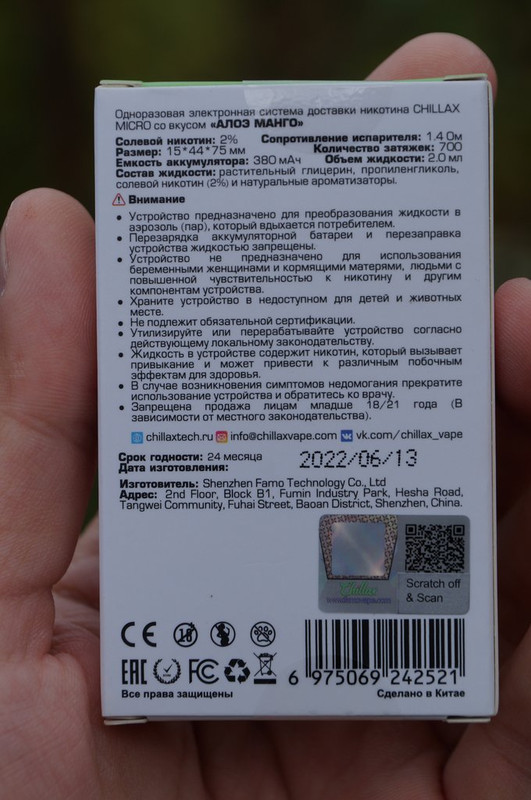 Одноразовая электронная система доставки никотина CHILLAX
MICRO со вкусом «АЛОЭ МАНГО»
Солевой никотин: 2% Сопротивление испарителя: 1.4 Ом
Размер: 15*44*75 мм Количество затяжек: 700
Емкость аккумулятора: 380 мАч Объем жидкости: 2.0 мл
Состав жидкости: растительный глицерин, пропиленгликоль,
солевой никотин (2%) и натуральные ароматизаторы.
Внимание
• Устройство предназначено для преобразования жидкости в
аэрозоль (пар), который вдыхается потребителем.
• Перезарядка аккумуляторной батареи и перезаправка
устройства жидкостью запрещены.
• Устройство не предназначено для использования
беременными женщинами и кормящими матерями, людьми с
повышенной чувствительностью к никотину и другим
компонентам устройства.
• Храните устройство в недоступном для детей и животных
месте.
• Не подлежит обязательной сертификации.
• Утилизируйте или перерабатывайте устройство согласно
действующему локальному законодательству.
• Жидкость в устройстве содержит никотин, который вызывает
привыкание и может привести к различным побочным
эффектам для здоровья.
• В случае возникновения симптомов недомогания прекратите
использование устройства и обратитесь ко врачу.
• Запрещена продажа лицам младше 18/21 года (В
зависимости от местного законодательства).
chillaxtech.ru info@chillaxvape.com vk.com/chillax_vape
Срок годности: 24 месяца
Дата изготовления: 2022/06/13
Изготовитель: Shenzhen Famo Technology Co., Ltd
Адрес: 2nd Floor, Block B1, Fumin Industry Park, Hesha Road,
Tangwei Community, Fuhai Street, Baoan District, Shenzhen, China.
Chillax
Scratch off
& Scan
CE 18
EAC FC
6 975069 242521
Все права защищены Сделано в Китае